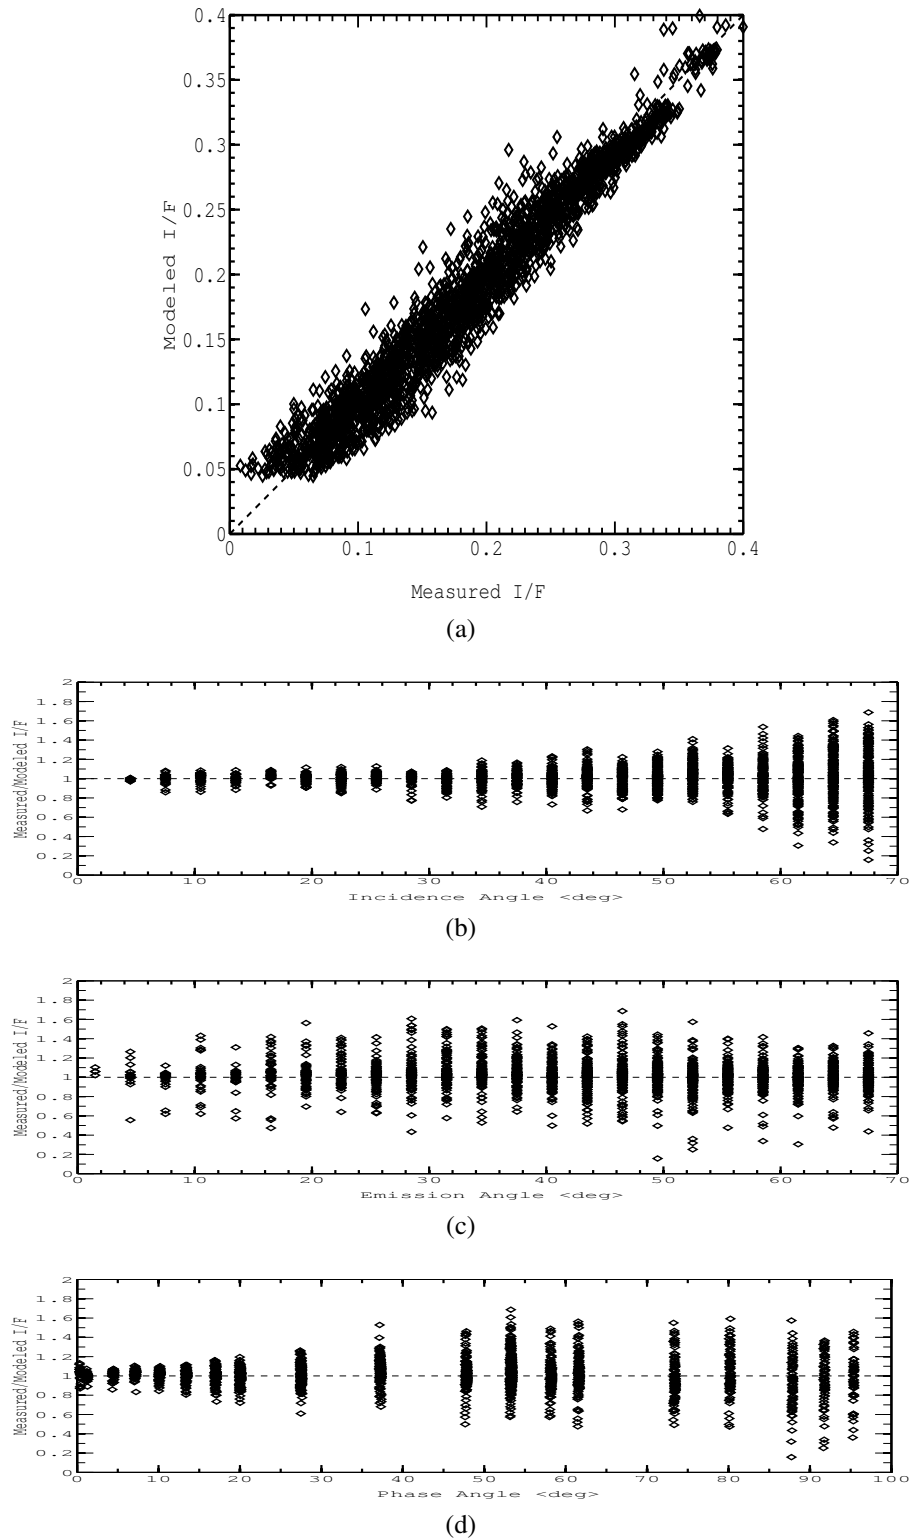 0.4
0.35
0.3
0.25
0.2
0.15
0.1
0.05
0
Modeled I/F
0 0.1 0.2 0.3 0.4
Measured I/F
(a)
2
1.8
1.6
1.4
1.2
1
0.8
0.6
0.4
0.2
0
Measured/Modeled I/F
0 10 20 30 40 50 60 70
Incidence Angle <deg>
(b)
2
1.8
1.6
1.4
1.2
1
0.8
0.6
0.4
0.2
0
Measured/Modeled I/F
0 10 20 30 40 50 60 70
Emission Angle <deg>
(c)
2
1.8
1.6
1.4
1.2
1
0.8
0.6
0.4
0.2
0
Measured/Modeled I/F
0 10 20 30 40 50 60 70 80 90 100
Phase Angle <deg>
(d)